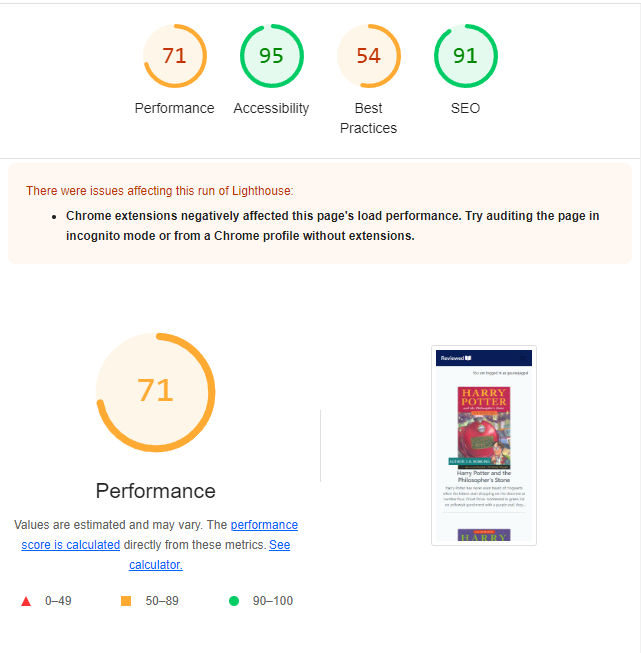 71
95
54
91
Performance
Accessibility
Best
Practices
SEO
There were issues affecting this run of Lighthouse:
• Chrome extensions negatively affected this page's load performance. Try auditing the page in
incognito mode or from a Chrome profile without extensions.
71
Performance
Values are estimated and may vary. The performance
score is calculated directly from these metrics. See
calculator.
0–49
50–89
90–100
Reviewed
You are logged in as
HARRY
POTTER
and the Philosopher's Stone
Harry Potter and the
Philosopher's Stone
HARRY